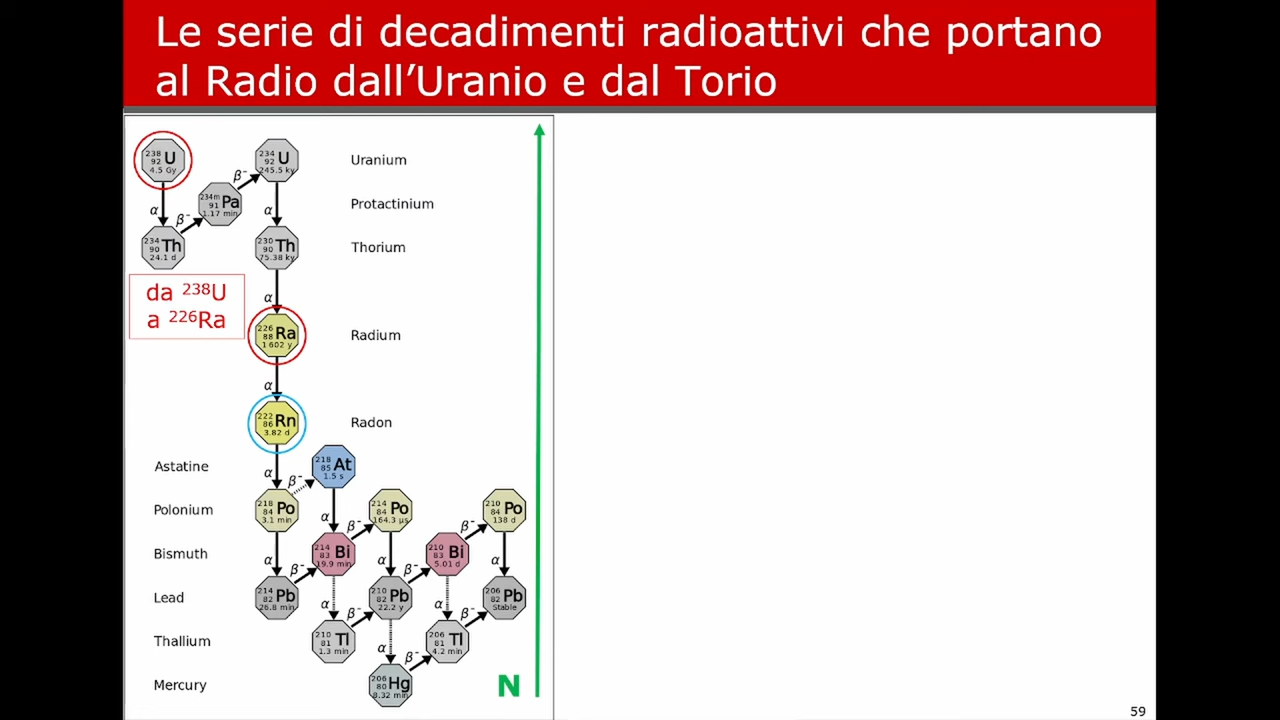 Le serie di decadimenti radioattivi che portano
al Radio dall'Uranio e dal Torio
238 92 U 4.5 Gy
234 92 U 245.5 ky
Uranium
β⁻
α
β⁻
234m 91 Pa 1.17 min
α
Protactinium
234 90 Th 24.1 d
230 90 Th 75.38 ky
Thorium
da ²³⁸U
a ²²⁶Ra
α
226 88 Ra 1 602 y
Radium
α
222 86 Rn 3.82 d
Radon
Astatine
α
β⁻
218 85 At 1.5 s
Polonium
218 84 Po 3.1 min
α
214 84 Po 164.3 µs
210 84 Po 138 d
β⁻
β⁻
Bismuth
α
214 83 Bi 19.9 min
α
210 83 Bi 5.01 d
α
β⁻
β⁻
Lead
214 82 Pb 26.8 min
α
210 82 Pb 22.2 y
α
206 82 Pb Stable
β⁻
β⁻
Thallium
210 81 Tl 1.3 min
α
206 81 Tl 4.2 min
β⁻
Mercury
206 80 Hg 8.32 min
N
59